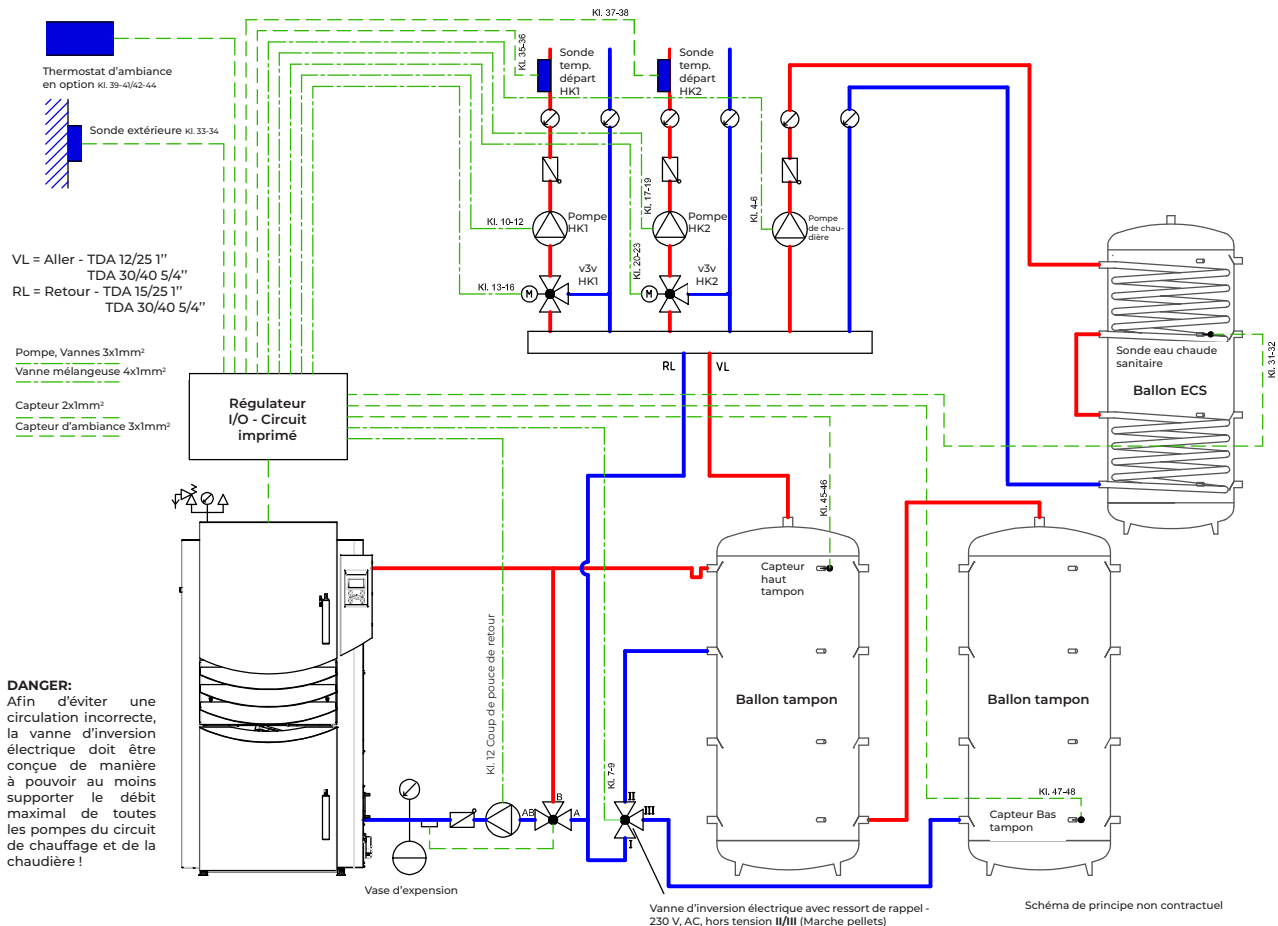 Kl. 37-38
Kl. 35-36
Sonde
temp.
départ
HK1
Sonde
temp.
départ
HK2
Thermostat d'ambiance
en option Kl. 39-41/42-44
Sonde extérieure Kl. 33-34
Kl. 17-19
Kl. 4-6
Kl. 10-12
Pompe
HK1
Pompe
HK2
Pompe
de chau-
dière
Kl. 20-23
VL = Aller - TDA 12/25 1’’
TDA 30/40 5/4’’
RL = Retour - TDA 15/25 1’’
TDA 30/40 5/4’’
v3v
HK1
v3v
HK2
Kl. 13-16
M
M
Pompe, Vannes 3x1mm²
Vanne mélangeuse 4x1mm²
Capteur 2x1mm²
Capteur d'ambiance 3x1mm²
RL
VL
Régulateur
I/O - Circuit
imprimé
Sonde eau chaude
sanitaire
Kl. 31-32
Ballon ECS
Kl. 45-46
Capteur
haut
tampon
Kl. 12 Coup de pouce de retour
Kl. 7-9
Ballon tampon
Ballon tampon
DANGER:
Afin d'éviter une
circulation incorrecte,
la vanne d'inversion
électrique doit être
conçue de manière
à pouvoir au moins
supporter le débit
maximal de toutes
les pompes du circuit
de chauffage et de la
chaudière !
B
AB
A
II
III
I
Kl. 47-48
Capteur Bas
tampon
Vase d'expension
Vanne d'inversion électrique avec ressort de rappel -
230 V, AC, hors tension II/III (Marche pellets)
Schéma de principe non contractuel